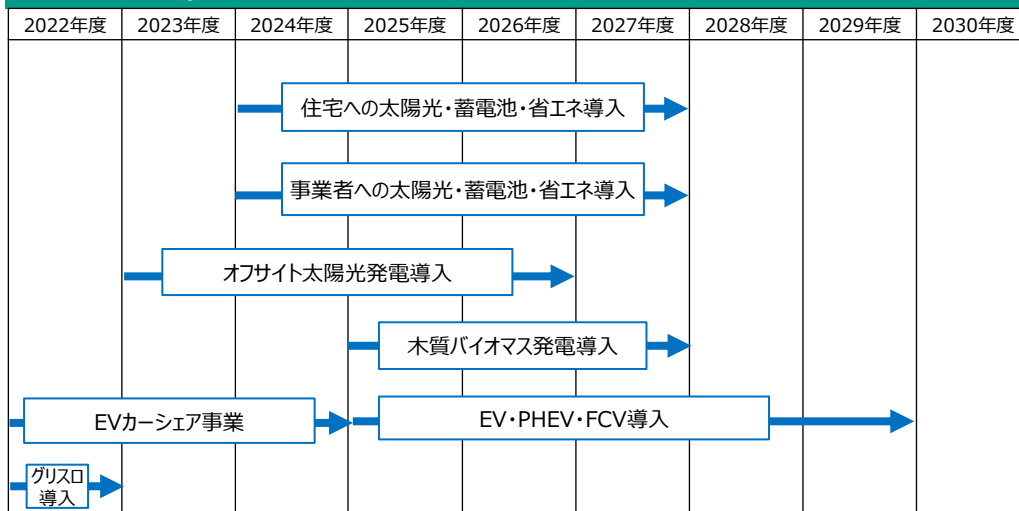 2022年度 2023年度 2024年度 2025年度 2026年度 2027年度 2028年度 2029年度 2030年度
住宅への太陽光・蓄電池・省エネ導入
事業者への太陽光・蓄電池・省エネ導入
オフサイト太陽光発電導入
木質バイオマス発電導入
EVカーシェア事業
EV・PHEV・FCV導入
グリスロ
導入